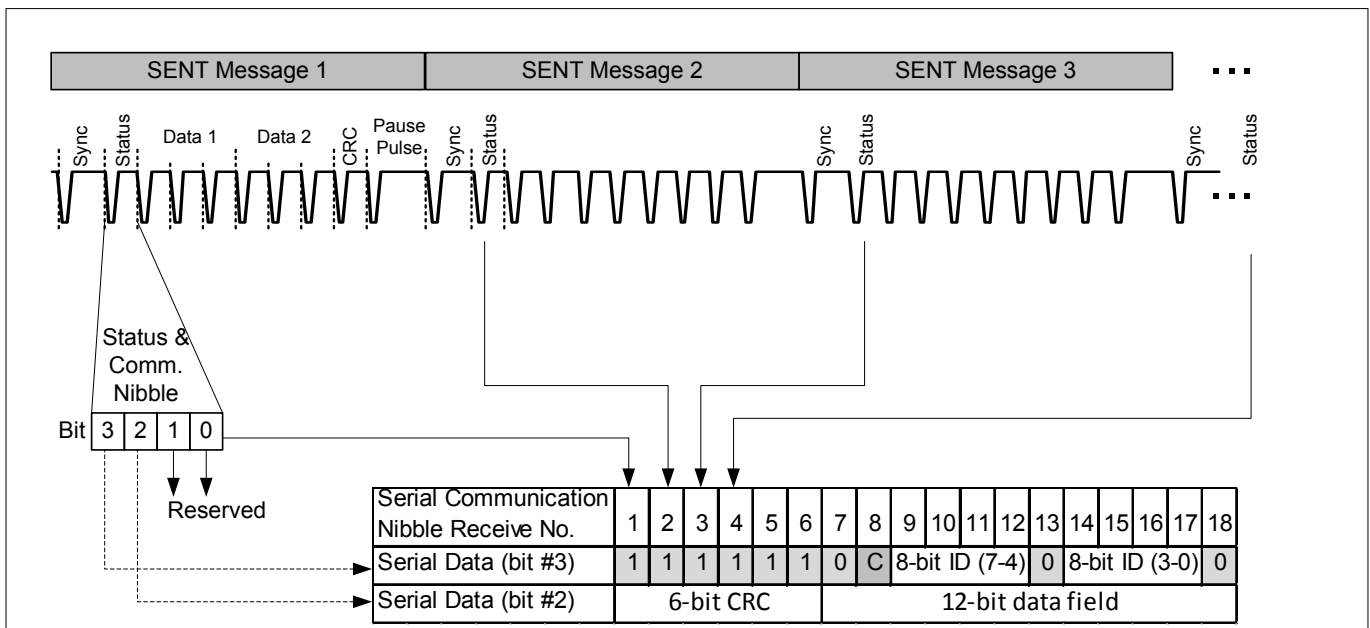 SENT Message 1 SENT Message 2 SENT Message 3 ...
Sync Status Data 1 Data 2 CRC Pause Pulse Sync Status Sync Status Sync Status
...
Status &
Comm.
Nibble
Bit 3 2 1 0
Reserved
Serial Communication
Nibble Receive No. 1 2 3 4 5 6 7 8 9 10 11 12 13 14 15 16 17 18
Serial Data (bit #3) 1 1 1 1 1 1 0 C 8-bit ID (7-4) 0 8-bit ID (3-0) 0
Serial Data (bit #2) 6-bit CRC 12-bit data field